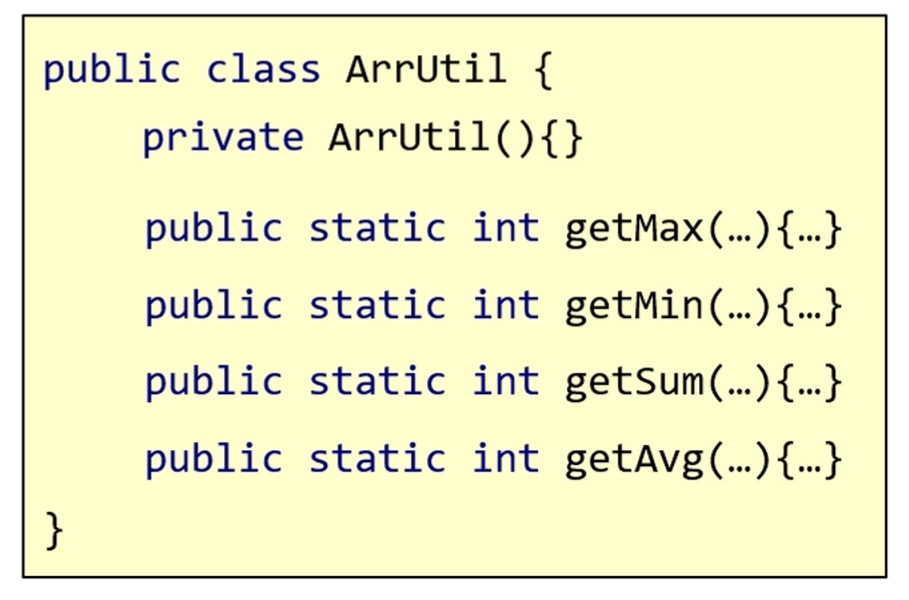 public class ArrUtil {
private ArrUtil(){}
public static int getMax(…){…}
public static int getMin(…){…}
public static int getSum(…){…}
public static int getAvg(…){…}
}